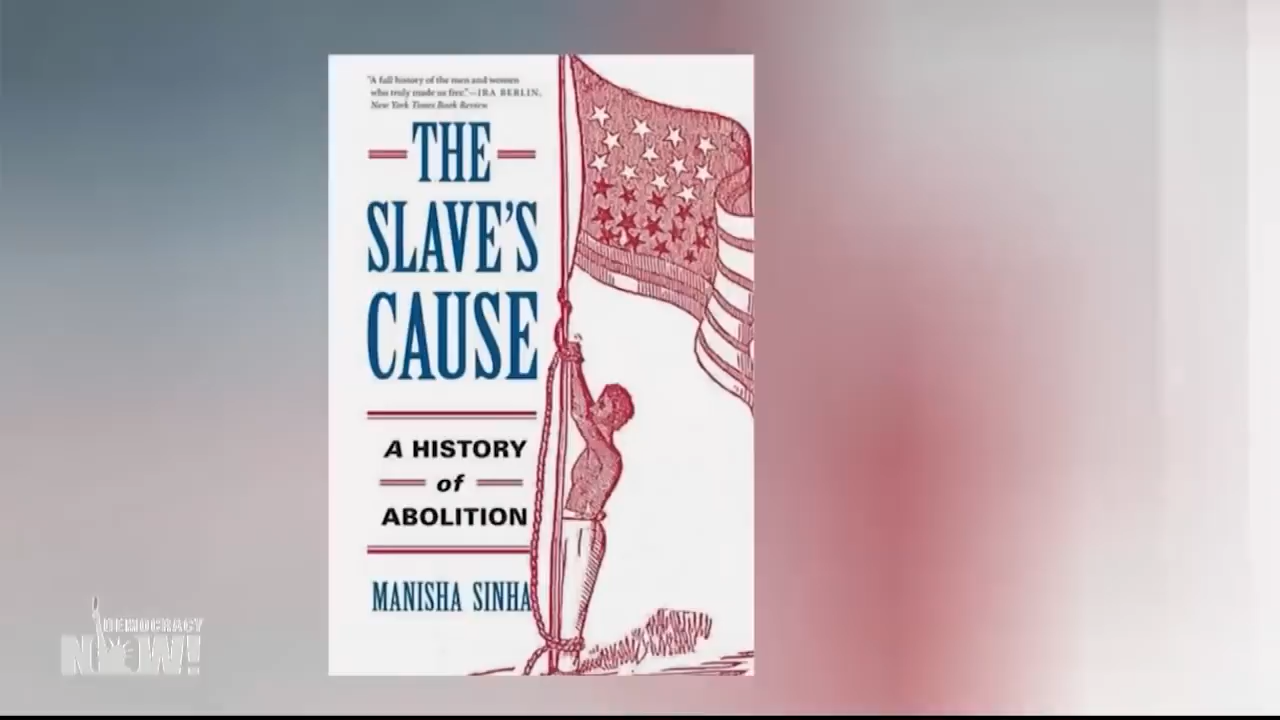 "A full history of the men and women
who truly made us free."—IRA BERLIN,
New York Times Book Review
THE
SLAVE'S
CAUSE
A HISTORY
of
ABOLITION
MANISHA SINHA
DEMOCRACY
NOW!